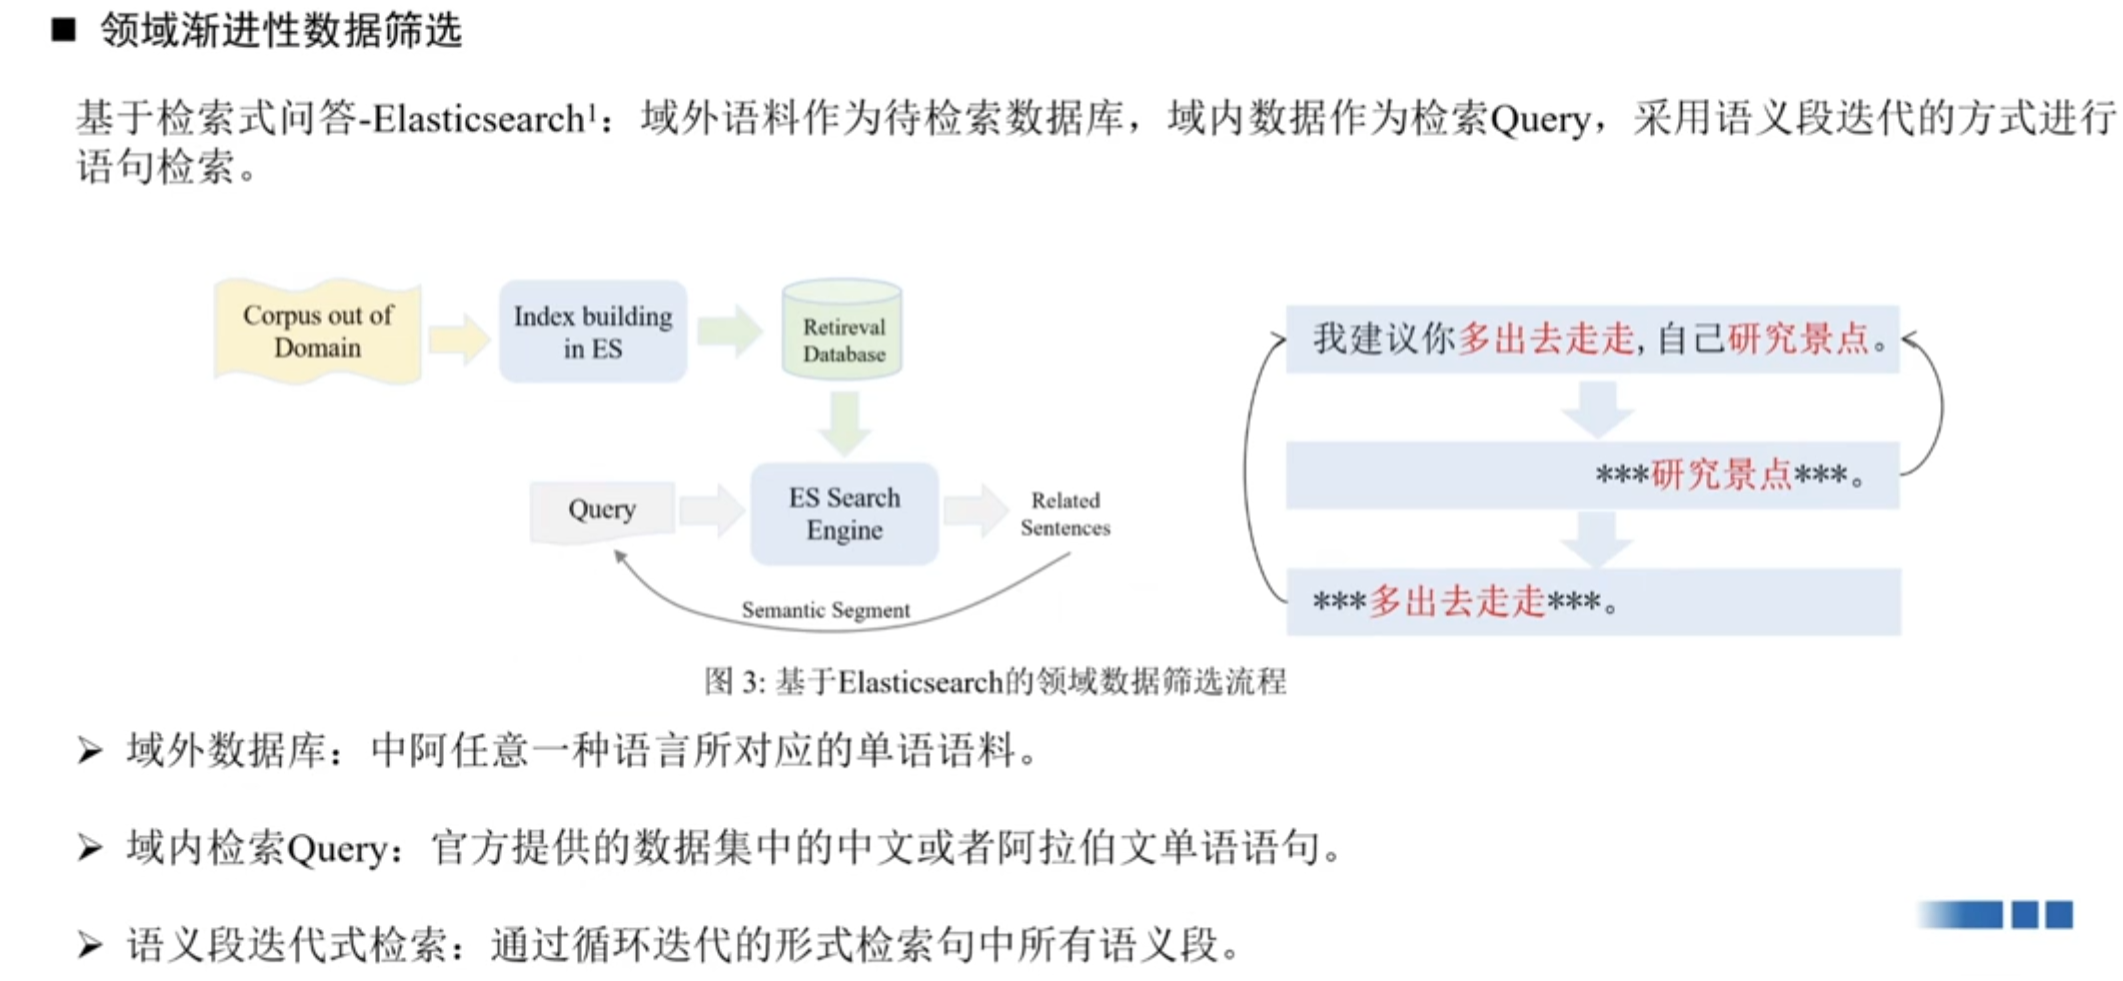 ■ 领域渐进性数据筛选
基于检索式问答-Elasticsearch¹：域外语料作为待检索数据库，域内数据作为检索Query，采用语义段迭代的方式进行
语句检索。
Corpus out of
Domain
Index building
in ES
Retireval
Database
Query
ES Search
Engine
Related
Sentences
Semantic Segment
我建议你多出去走走,自己研究景点。
***研究景点***。
***多出去走走***。
图 3: 基于Elasticsearch的领域数据筛选流程
➢ 域外数据库：中阿任意一种语言所对应的单语语料。
➢ 域内检索Query：官方提供的数据集中的中文或者阿拉伯文单语语句。
➢ 语义段迭代式检索：通过循环迭代的形式检索句中所有语义段。